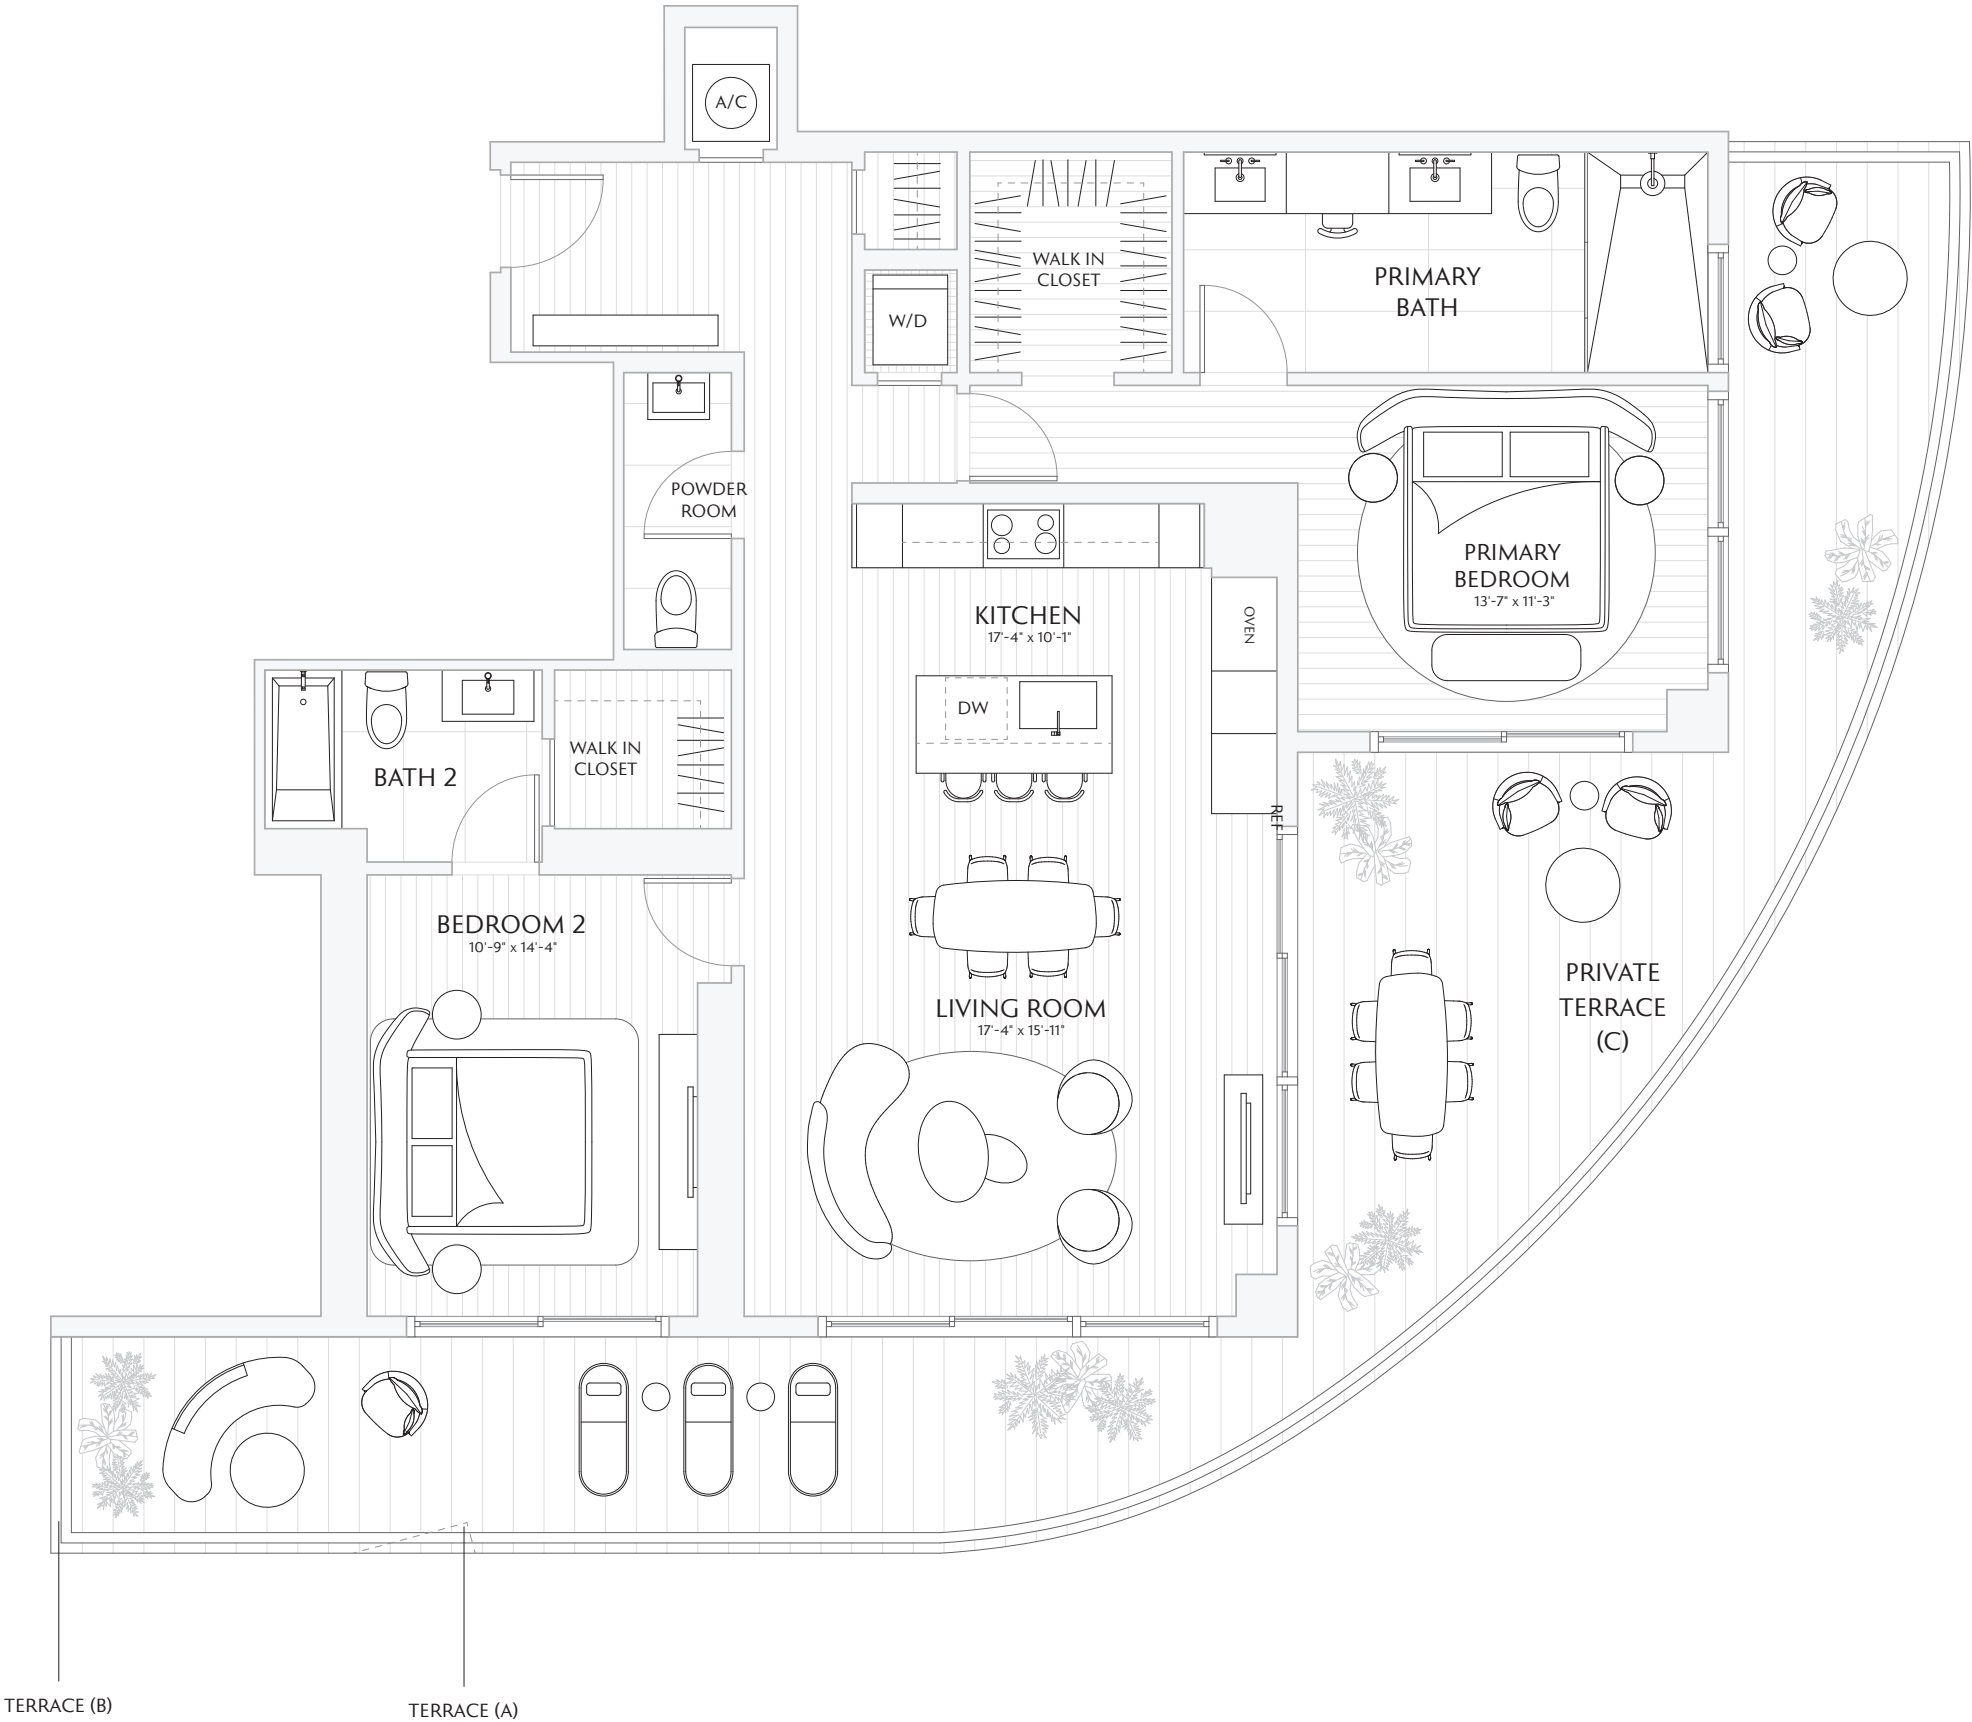 A/C
WALK IN
CLOSET
W/D
PRIMARY
BATH
POWDER
ROOM
PRIMARY
BEDROOM
13'-7" x 11'-3"
KITCHEN
17'-4" x 10'-1"
OVEN
DW
REF
WALK IN
CLOSET
BATH 2
BEDROOM 2
10'-9" x 14'-4"
LIVING ROOM
17'-4" x 15'-11"
PRIVATE
TERRACE
(C)
TERRACE (B)
TERRACE (A)